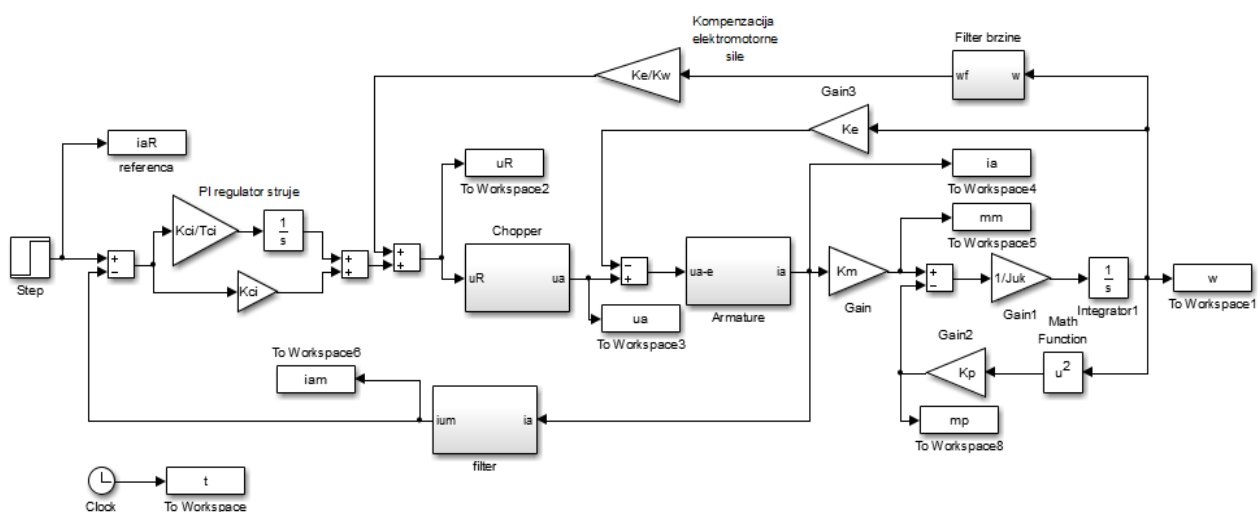 Kompenzacija
elektromotorne
sile
Filter brzine
Ke/Kw
wf
w
Gain3
Ke
iaR
referenca
uR
To Workspace2
ia
To Workspace4
PI regulator struje
Kci/Tci
1
s
mm
To Workspace5
Chopper
Step
+
−
+
+
+
+
uR
ua
−
+
ua-e
ia
Km
+
−
1/Juk
1
s
w
To Workspace1
Kci
Armature
Gain
Gain1
Integrator1
ua
To Workspace3
Math
Function
Gain2
To Workspace6
iam
Kp
u2
ium
ia
filter
mp
To Workspace8
Clock
t
To Workspace